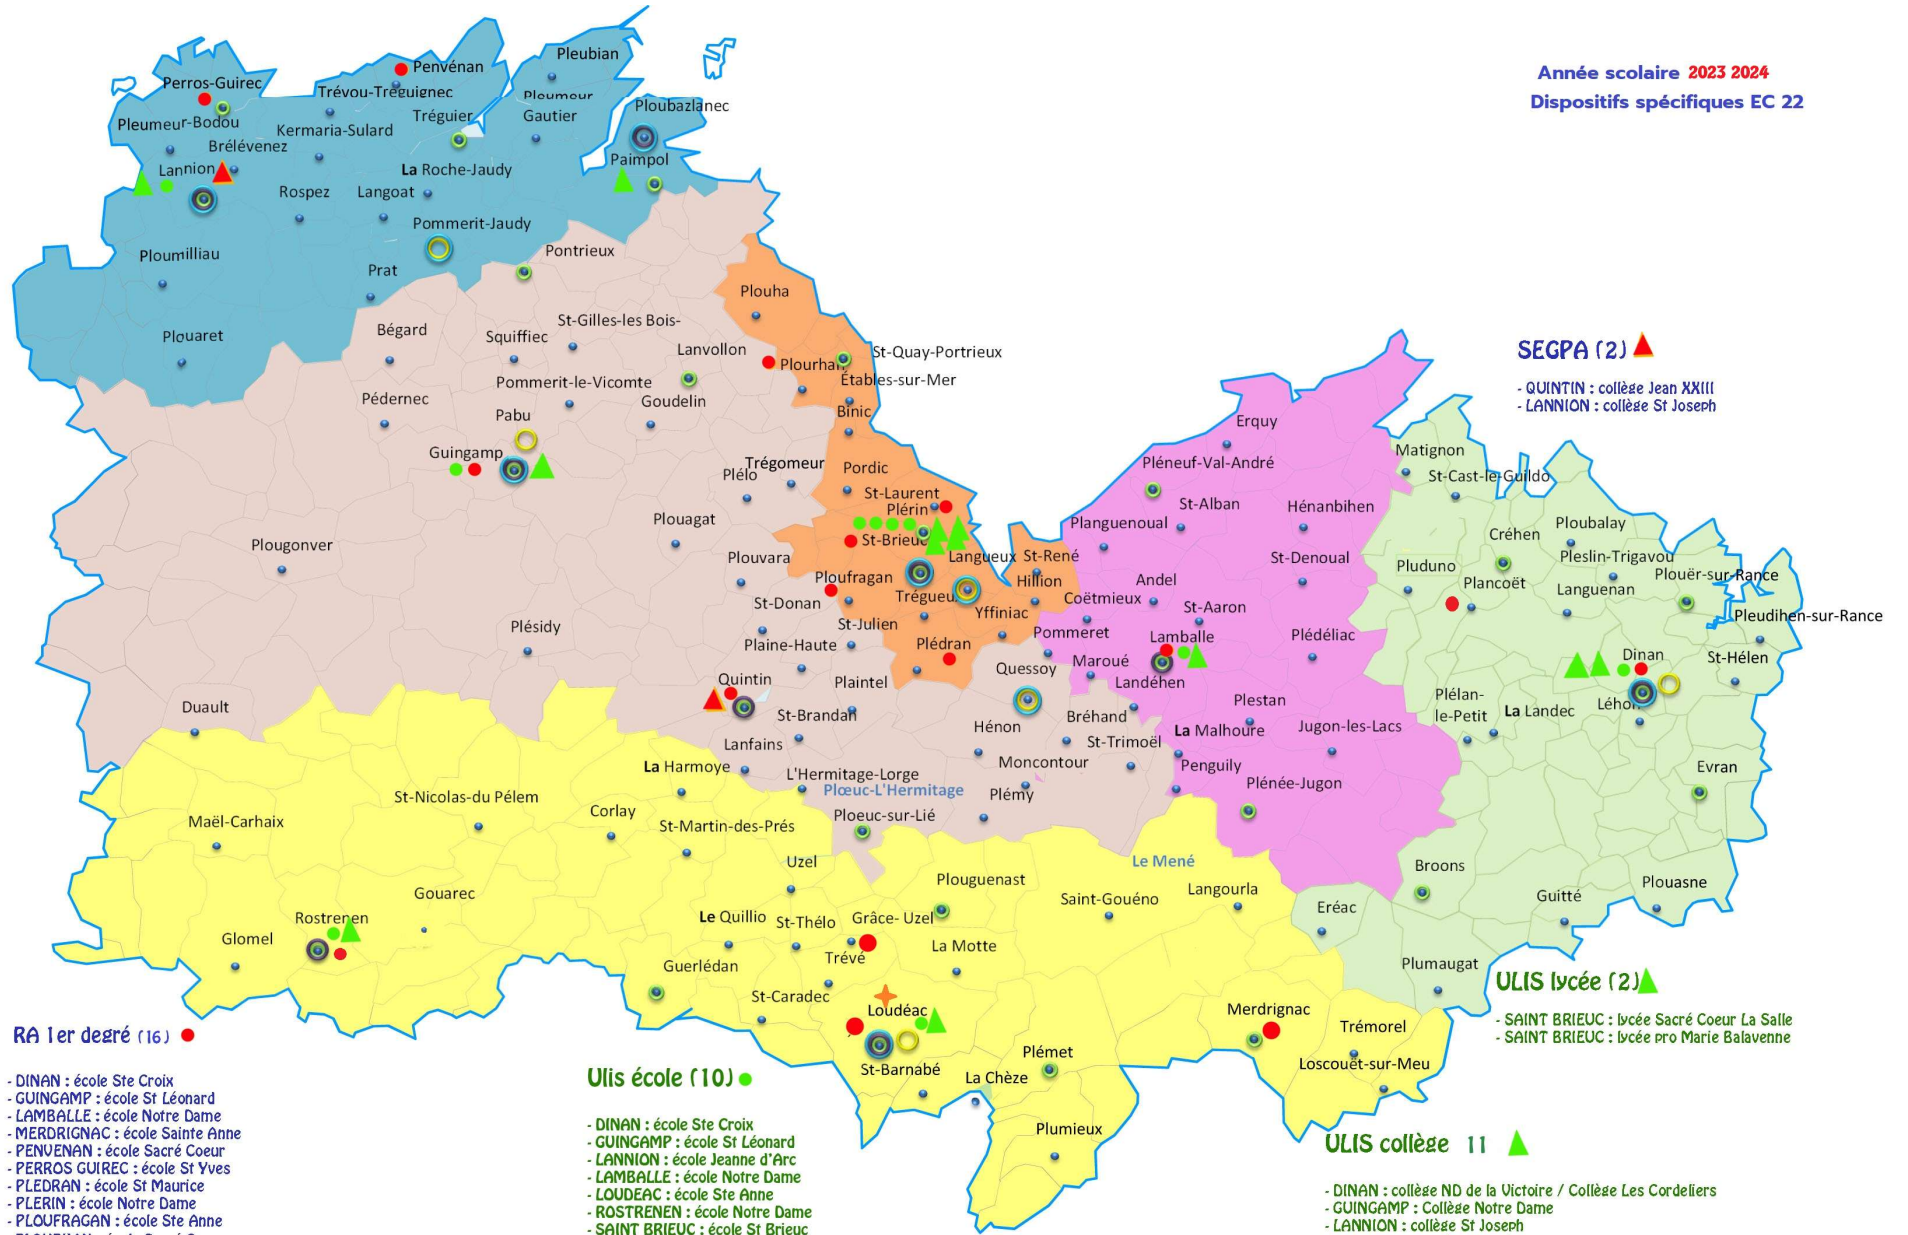 Année scolaire 2023 2024
Dispositifs spécifiques EC 22
Pleubian
Penvénan
Perros-Guirec
Trévou-Tréguignec
Pleumeur
Gautier
Ploubazlanec
Tréguier
Pleumeur-Bodou
Kermaria-Sulard
Brélévenez
Paimpol
Lannion
La Roche-Jaudy
Rospez
Langoat
Pommerit-Jaudy
Pontrieux
Ploumilliau
Prat
Plouha
Plouaret
Bégard
Squiffiec
St-Gilles-les Bois-
Lanvollon
Plourhan
St-Quay-Portrieux
Étables-sur-Mer
Pommerit-le-Vicomte
Goudelin
Pédernec
Pabu
Binic
Guingamp
Trégomeur
Plélo
Pordic
St-Laurent
Plérin
St-Brieuc
Plouagat
Plougonver
Plouvara
Langueux
St-René
Ploufragan
Hillion
Trégueux
St-Donan
Yffiniac
St-Julien
Plésidy
Plaine-Haute
Plédran
Quessoy
Quintin
Plaintel
St-Brandan
Hénon
Bréhand
Duault
Lanfains
Moncontour
St-Trimoël
La Harmoye
L'Hermitage-Lorge
Plœuc-L'Hermitage
Plémy
Ploeuc-sur-Lié
Erquy
Pléneuf-Val-André
St-Alban
Hénanbihen
Planguenoual
St-Denoual
Andel
Coëtmieux
St-Aaron
Pommeret
Lamballe
Plédéliac
Maroué
Landéhen
Plestan
La Malhoure
Jugon-les-Lacs
Penguily
Plénée-Jugon
Matignon
St-Cast-le-Guildo
Créhen
Ploubalay
Pleslin-Trigavou
Pluduno
Plancoët
Languenan
Plouër-sur-Rance
Pleudihen-sur-Rance
Dinan
St-Hélen
Plélan-
le-Petit
La Landec
Léhon
Evran
Broons
Guitté
Plouasne
Eréac
Plumaugat
St-Nicolas-du Pélem
Corlay
Maël-Carhaix
St-Martin-des-Prés
Uzel
Le Mené
Plouguenast
Saint-Gouéno
Langourla
Gouarec
Rostrenen
Le Quillio
St-Thélo
Grâce- Uzel
Glomel
La Motte
Trévé
Guerlédan
St-Caradec
Loudéac
Merdrignac
Trémorel
Plémet
Loscouët-sur-Meu
St-Barnabé
La Chèze
Plumieux
SEGPA (2)
- QUINTIN : collège Jean XXIII
- LANNION : collège St Joseph
ULIS lycée (2)
- SAINT BRIEUC : lycée Sacré Coeur La Salle
- SAINT BRIEUC : lycée pro Marie Balavenne
RA 1er degré (16)
- DINAN : école Ste Croix
- GUINGAMP : école St Léonard
- LAMBALLE : école Notre Dame
- MERDRIGNAC : école Sainte Anne
- PENVENAN : école Sacré Coeur
- PERROS GUIREC : école St Yves
- PLEDRAN : école St Maurice
- PLERIN : école Notre Dame
- PLOUFRAGAN : école Ste Anne
Ulis école (10)
- DINAN : école Ste Croix
- GUINGAMP : école St Léonard
- LANNION : école Jeanne d'Arc
- LAMBALLE : école Notre Dame
- LOUDEAC : école Ste Anne
- ROSTRENEN : école Notre Dame
- SAINT BRIEUC : école St Brieuc
ULIS collège 11
- DINAN : collège ND de la Victoire / Collège Les Cordeliers
- GUINGAMP : Collège Notre Dame
- LANNION : collège St Joseph